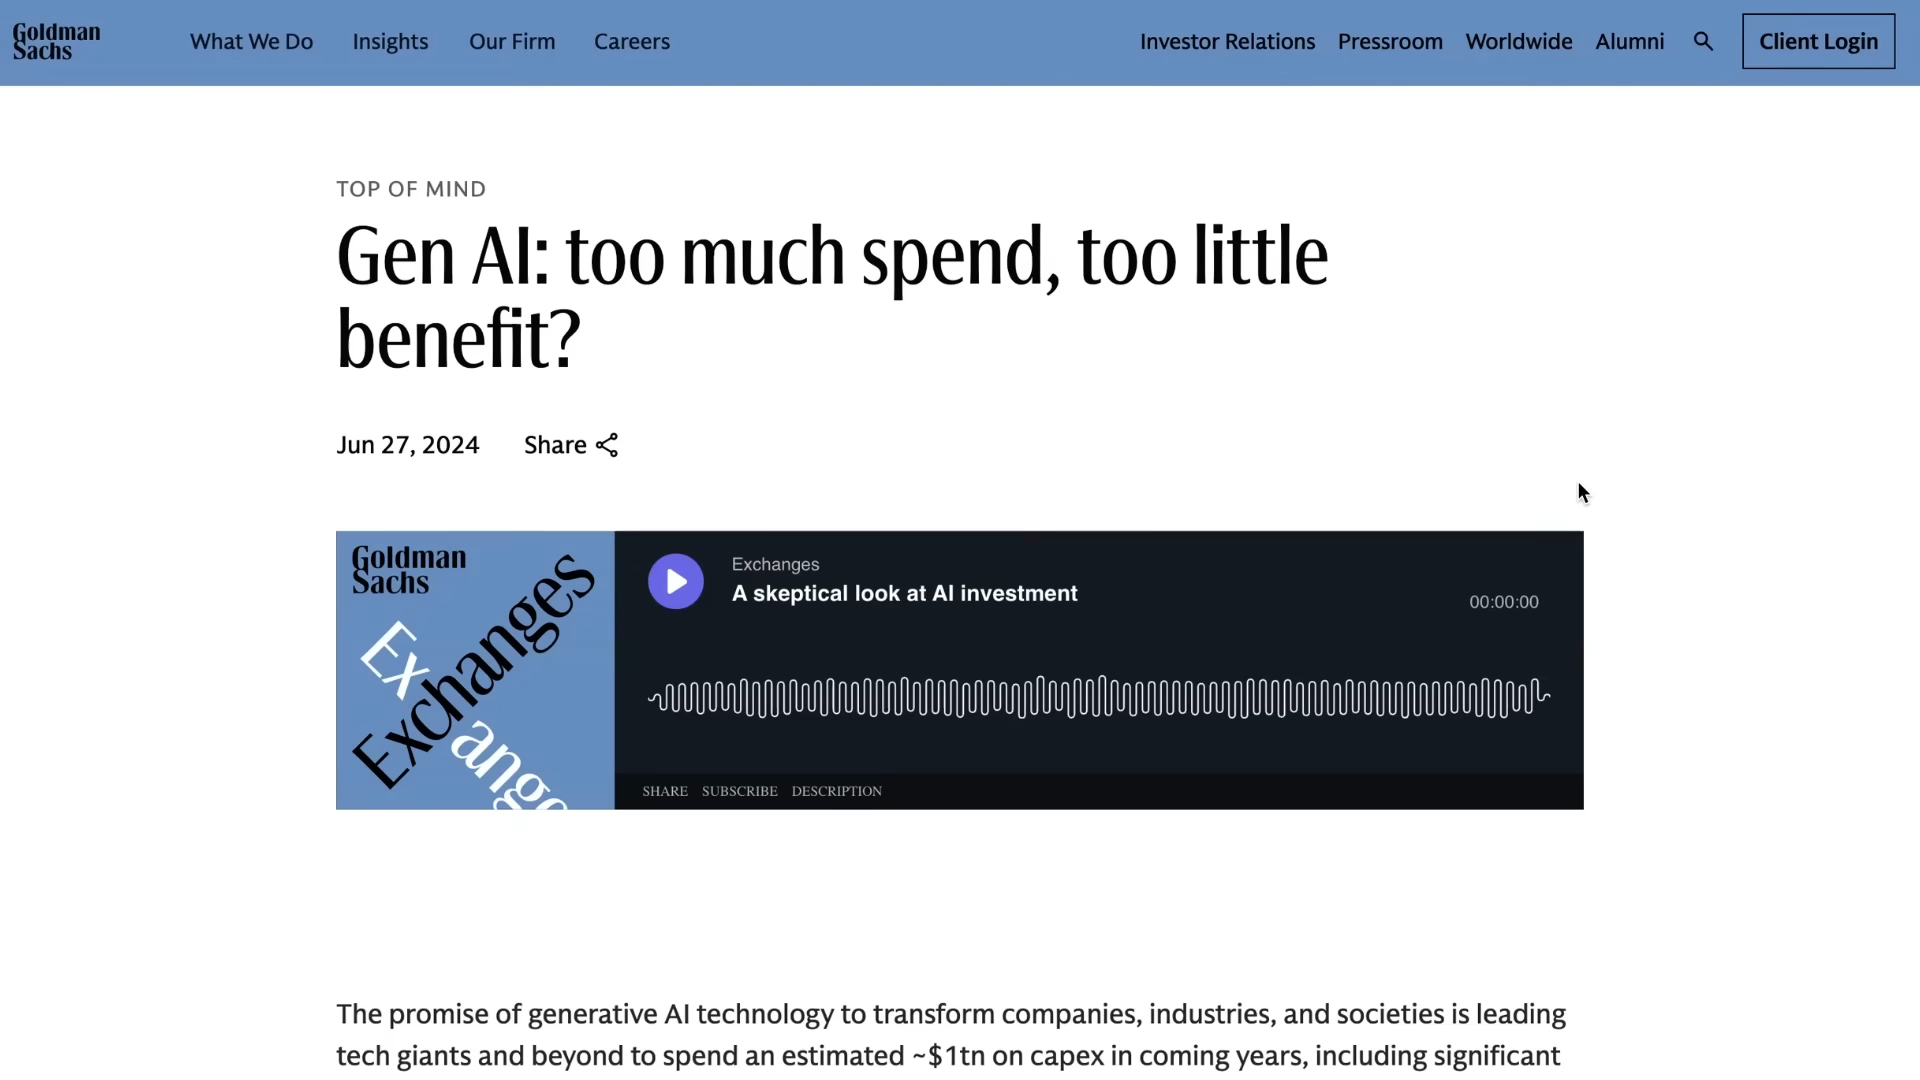 Goldman
Sachs
What We Do
Insights
Our Firm
Careers
Investor Relations
Pressroom
Worldwide
Alumni
Client Login
TOP OF MIND
Gen AI: too much spend, too little
benefit?
Jun 27, 2024
Share
Goldman
Sachs
Exchanges
Ex
ange
Exchanges
A skeptical look at AI investment
00:00:00
SHARE
SUBSCRIBE
DESCRIPTION
The promise of generative AI technology to transform companies, industries, and societies is leading
tech giants and beyond to spend an estimated ~$1tn on capex in coming years, including significant